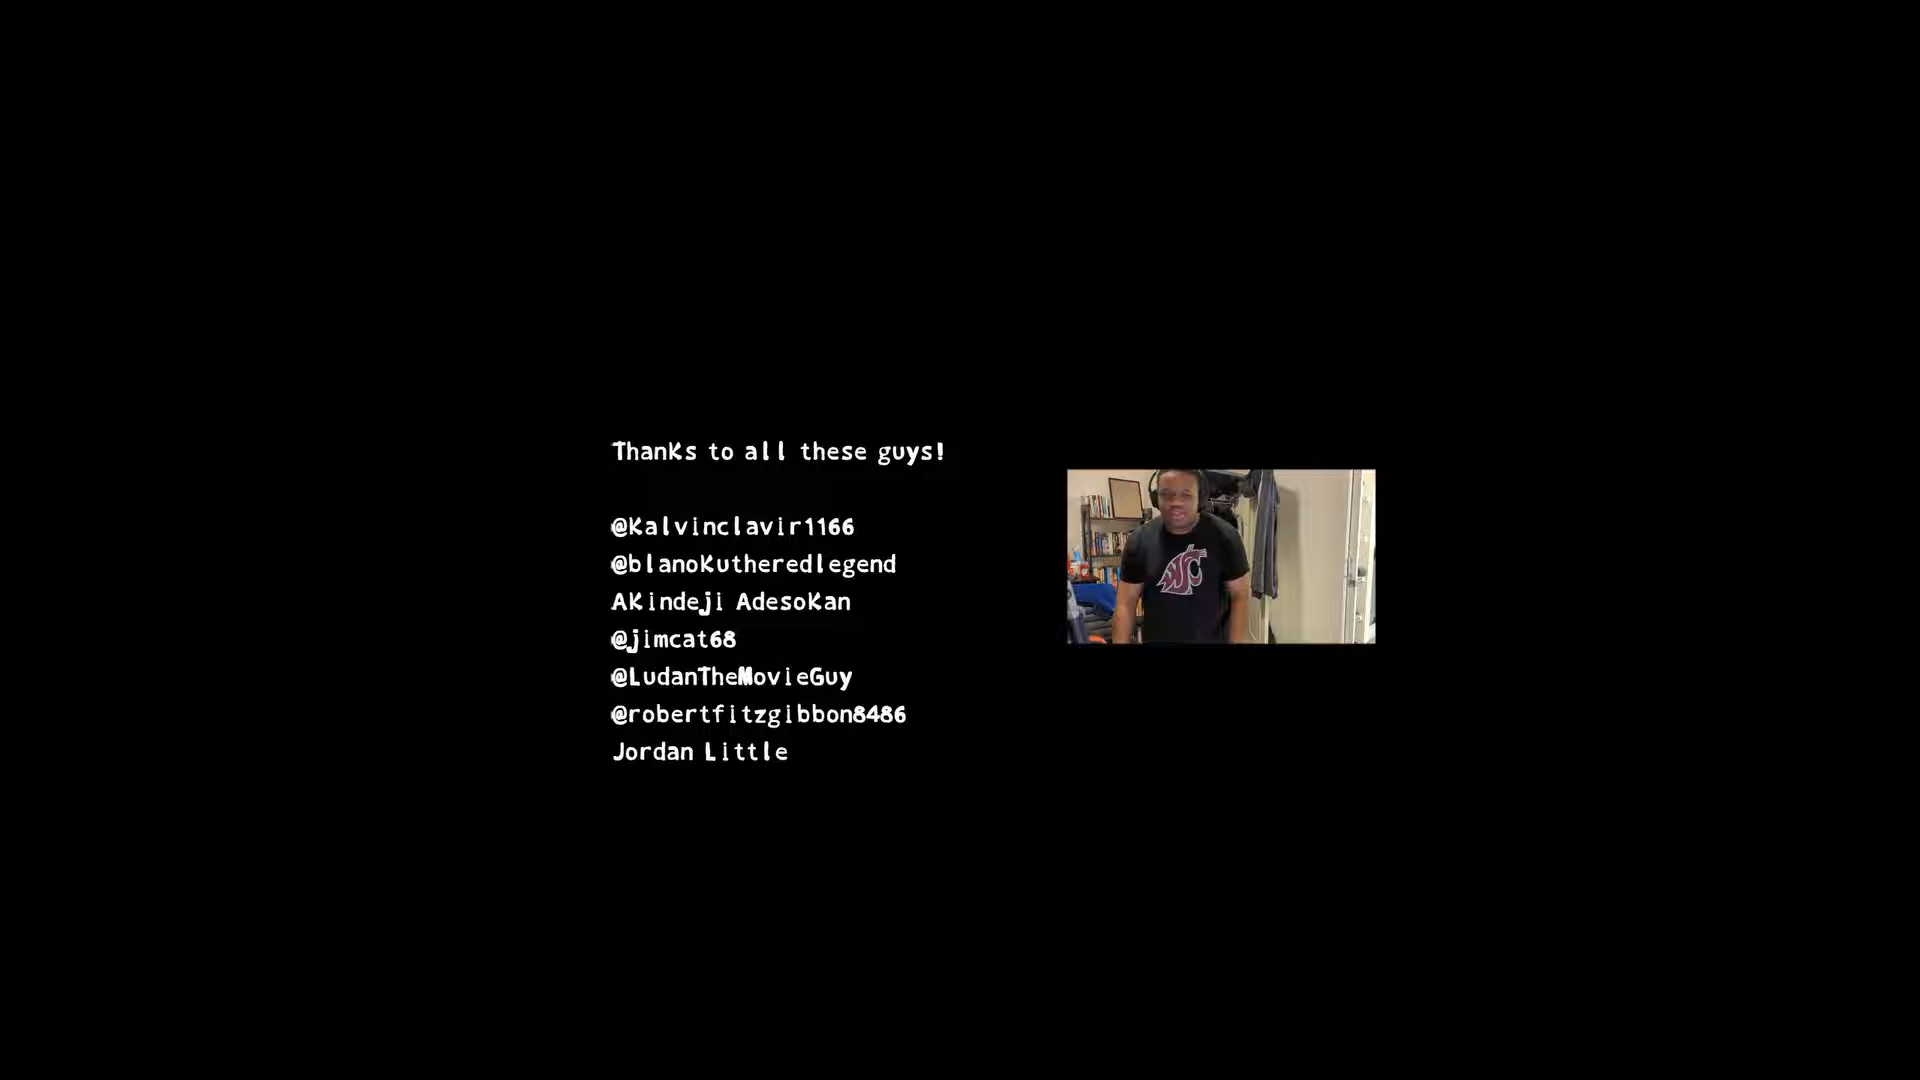 Thanks to all these guys!
@kalvinclavir1166
@blanokutheredlegend
Akindeji Adesokan
@jimcat68
@LudanTheMovieGuy
@robertfitzgibbon8486
Jordan Little